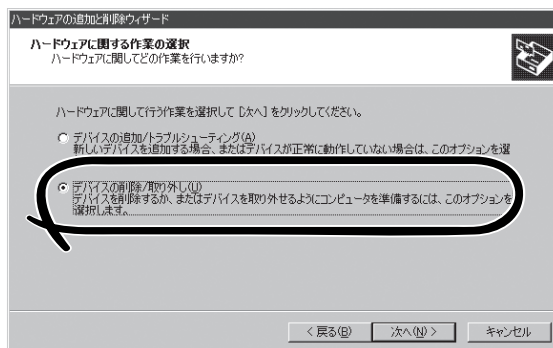 ハードウェアの追加と削除ウィザード
ハードウェアに関する作業の選択
ハードウェアに関してどの作業を行いますか?
ハードウェアに関して行う作業を選択して [次へ] をクリックしてください。
デバイスの追加/トラブルシューティング(A)
新しいデバイスを追加する場合、またはデバイスが正常に動作していない場合は、このオプションを選
デバイスの削除/取り外し(U)
デバイスを削除するか、またはデバイスを取り外せるようにコンピュータを準備するには、このオプションを
選択します。
< 戻る(B) 次へ(N) > キャンセル